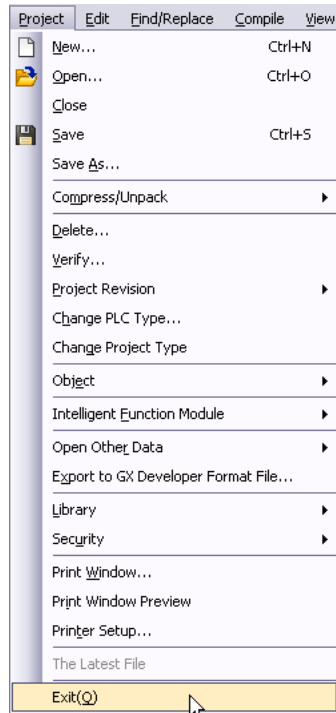 Project Edit Find/Replace Compile View
New... Ctrl+N
Open... Ctrl+O
Close
Save Ctrl+S
Save As...
Compress/Unpack
Delete...
Verify...
Project Revision
Change PLC Type...
Change Project Type
Object
Intelligent Function Module
Open Other Data
Export to GX Developer Format File...
Library
Security
Print Window...
Print Window Preview
Printer Setup...
The Latest File
Exit(Q)